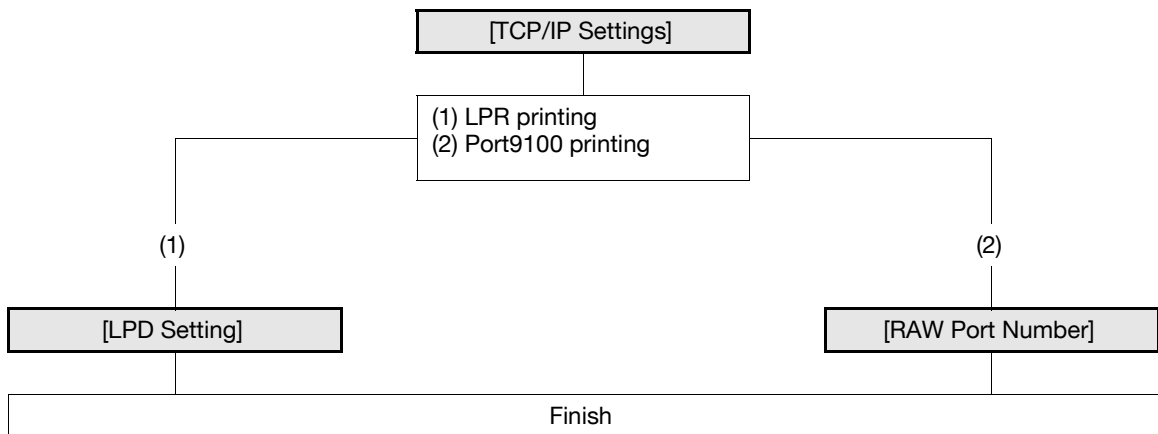 [TCP/IP Settings]
(1) LPR printing
(2) Port9100 printing
(1)
(2)
[LPD Setting]
[RAW Port Number]
Finish